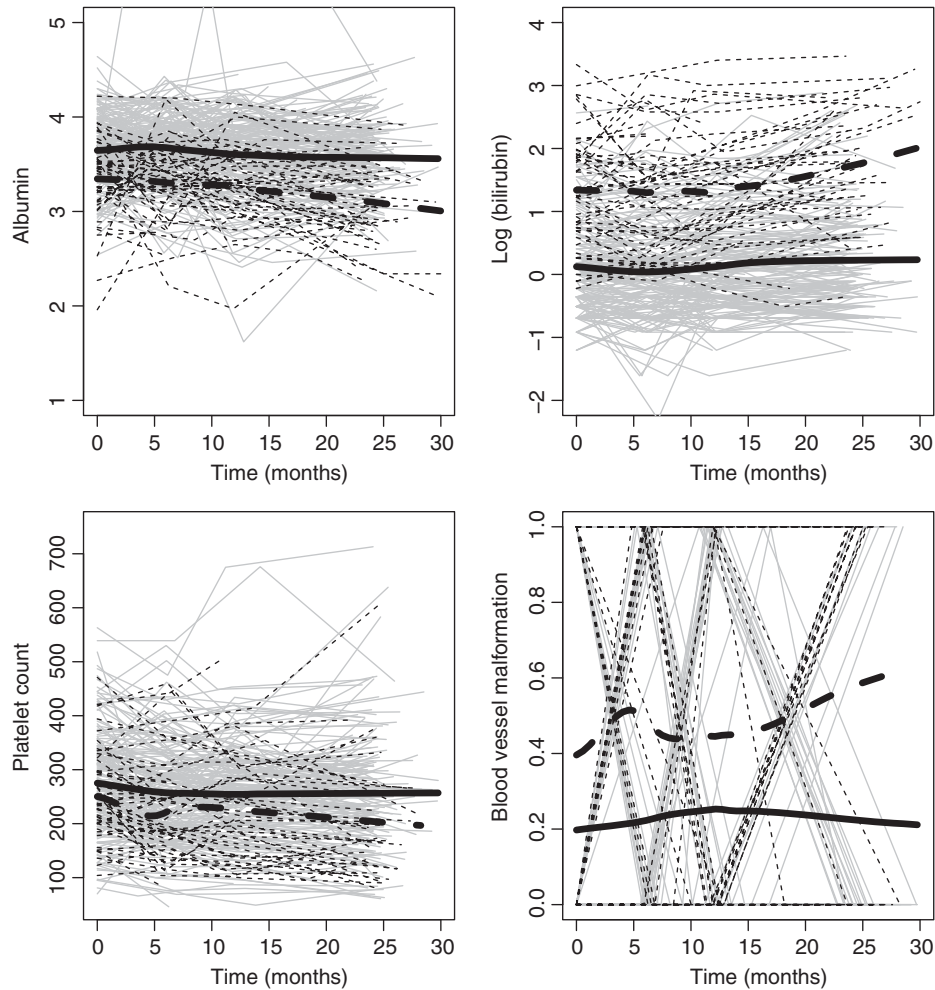 Albumin
5
4
3
2
1
0 5 10 15 20 25 30
Time (months)
Log (bilirubin)
4
3
2
1
0
−1
−2
0 5 10 15 20 25 30
Time (months)
Platelet count
700
600
500
400
300
200
100
0 5 10 15 20 25 30
Time (months)
Blood vessel malformation
1.0
0.8
0.6
0.4
0.2
0.0
0 5 10 15 20 25 30
Time (months)